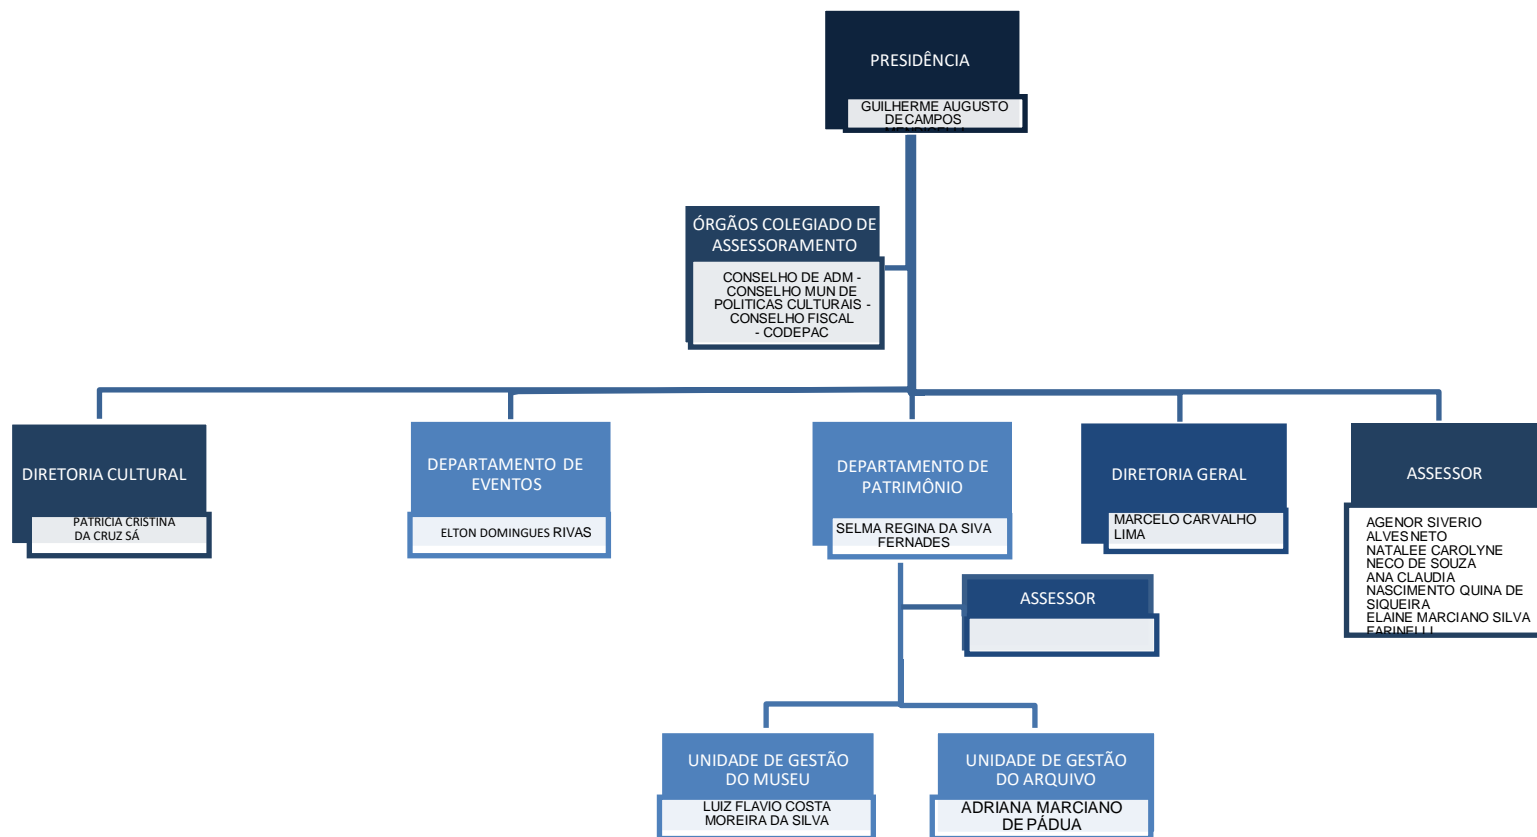 PRESIDÊNCIA
GUILHERME AUGUSTO
DE CAMPOS
ÓRGÃOS COLEGIADO DE
ASSESSORAMENTO
CONSELHO DE ADM -
CONSELHO MUN DE
POLITICAS CULTURAIS -
CONSELHO FISCAL
- CODEPAC
DIRETORIA CULTURAL
PATRICIA CRISTINA
DA CRUZ SÁ
DEPARTAMENTO DE
EVENTOS
ELTON DOMINGUES RIVAS
DEPARTAMENTO DE
PATRIMÔNIO
SELMA REGINA DA SIVA
FERNADES
DIRETORIA GERAL
MARCELO CARVALHO
LIMA
ASSESSOR
AGENOR SIVERIO
ALVES NETO
NATALEE CAROLYNE
NECO DE SOUZA
ANA CLAUDIA
NASCIMENTO QUINA DE
SIQUEIRA
ELAINE MARCIANO SILVA
FARINELLI
ASSESSOR
UNIDADE DE GESTÃO
DO MUSEU
LUIZ FLAVIO COSTA
MOREIRA DA SILVA
UNIDADE DE GESTÃO
DO ARQUIVO
ADRIANA MARCIANO
DE PÁDUA